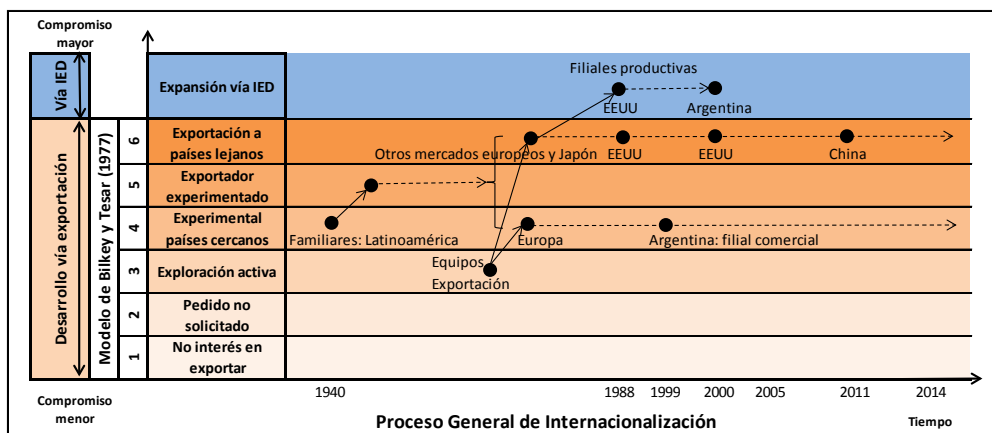 Compromiso
mayor
Vía IED
Expansión vía IED
Filiales productivas
EEUU
Argentina
Desarrollo vía exportación
Modelo de Bilkey y Tesar (1977)
6
Exportación a
países lejanos
Otros mercados europeos y Japón
EEUU
EEUU
China
5
Exportador
experimentado
4
Experimental
países cercanos
Familiares: Latinoamérica
Europa
Argentina: filial comercial
3
Exploración activa
Equipos
Exportación
2
Pedido no
solicitado
1
No interés en
exportar
1940
1988
1999
2000
2005
2011
2014
Compromiso
menor
Proceso General de Internacionalización
Tiempo